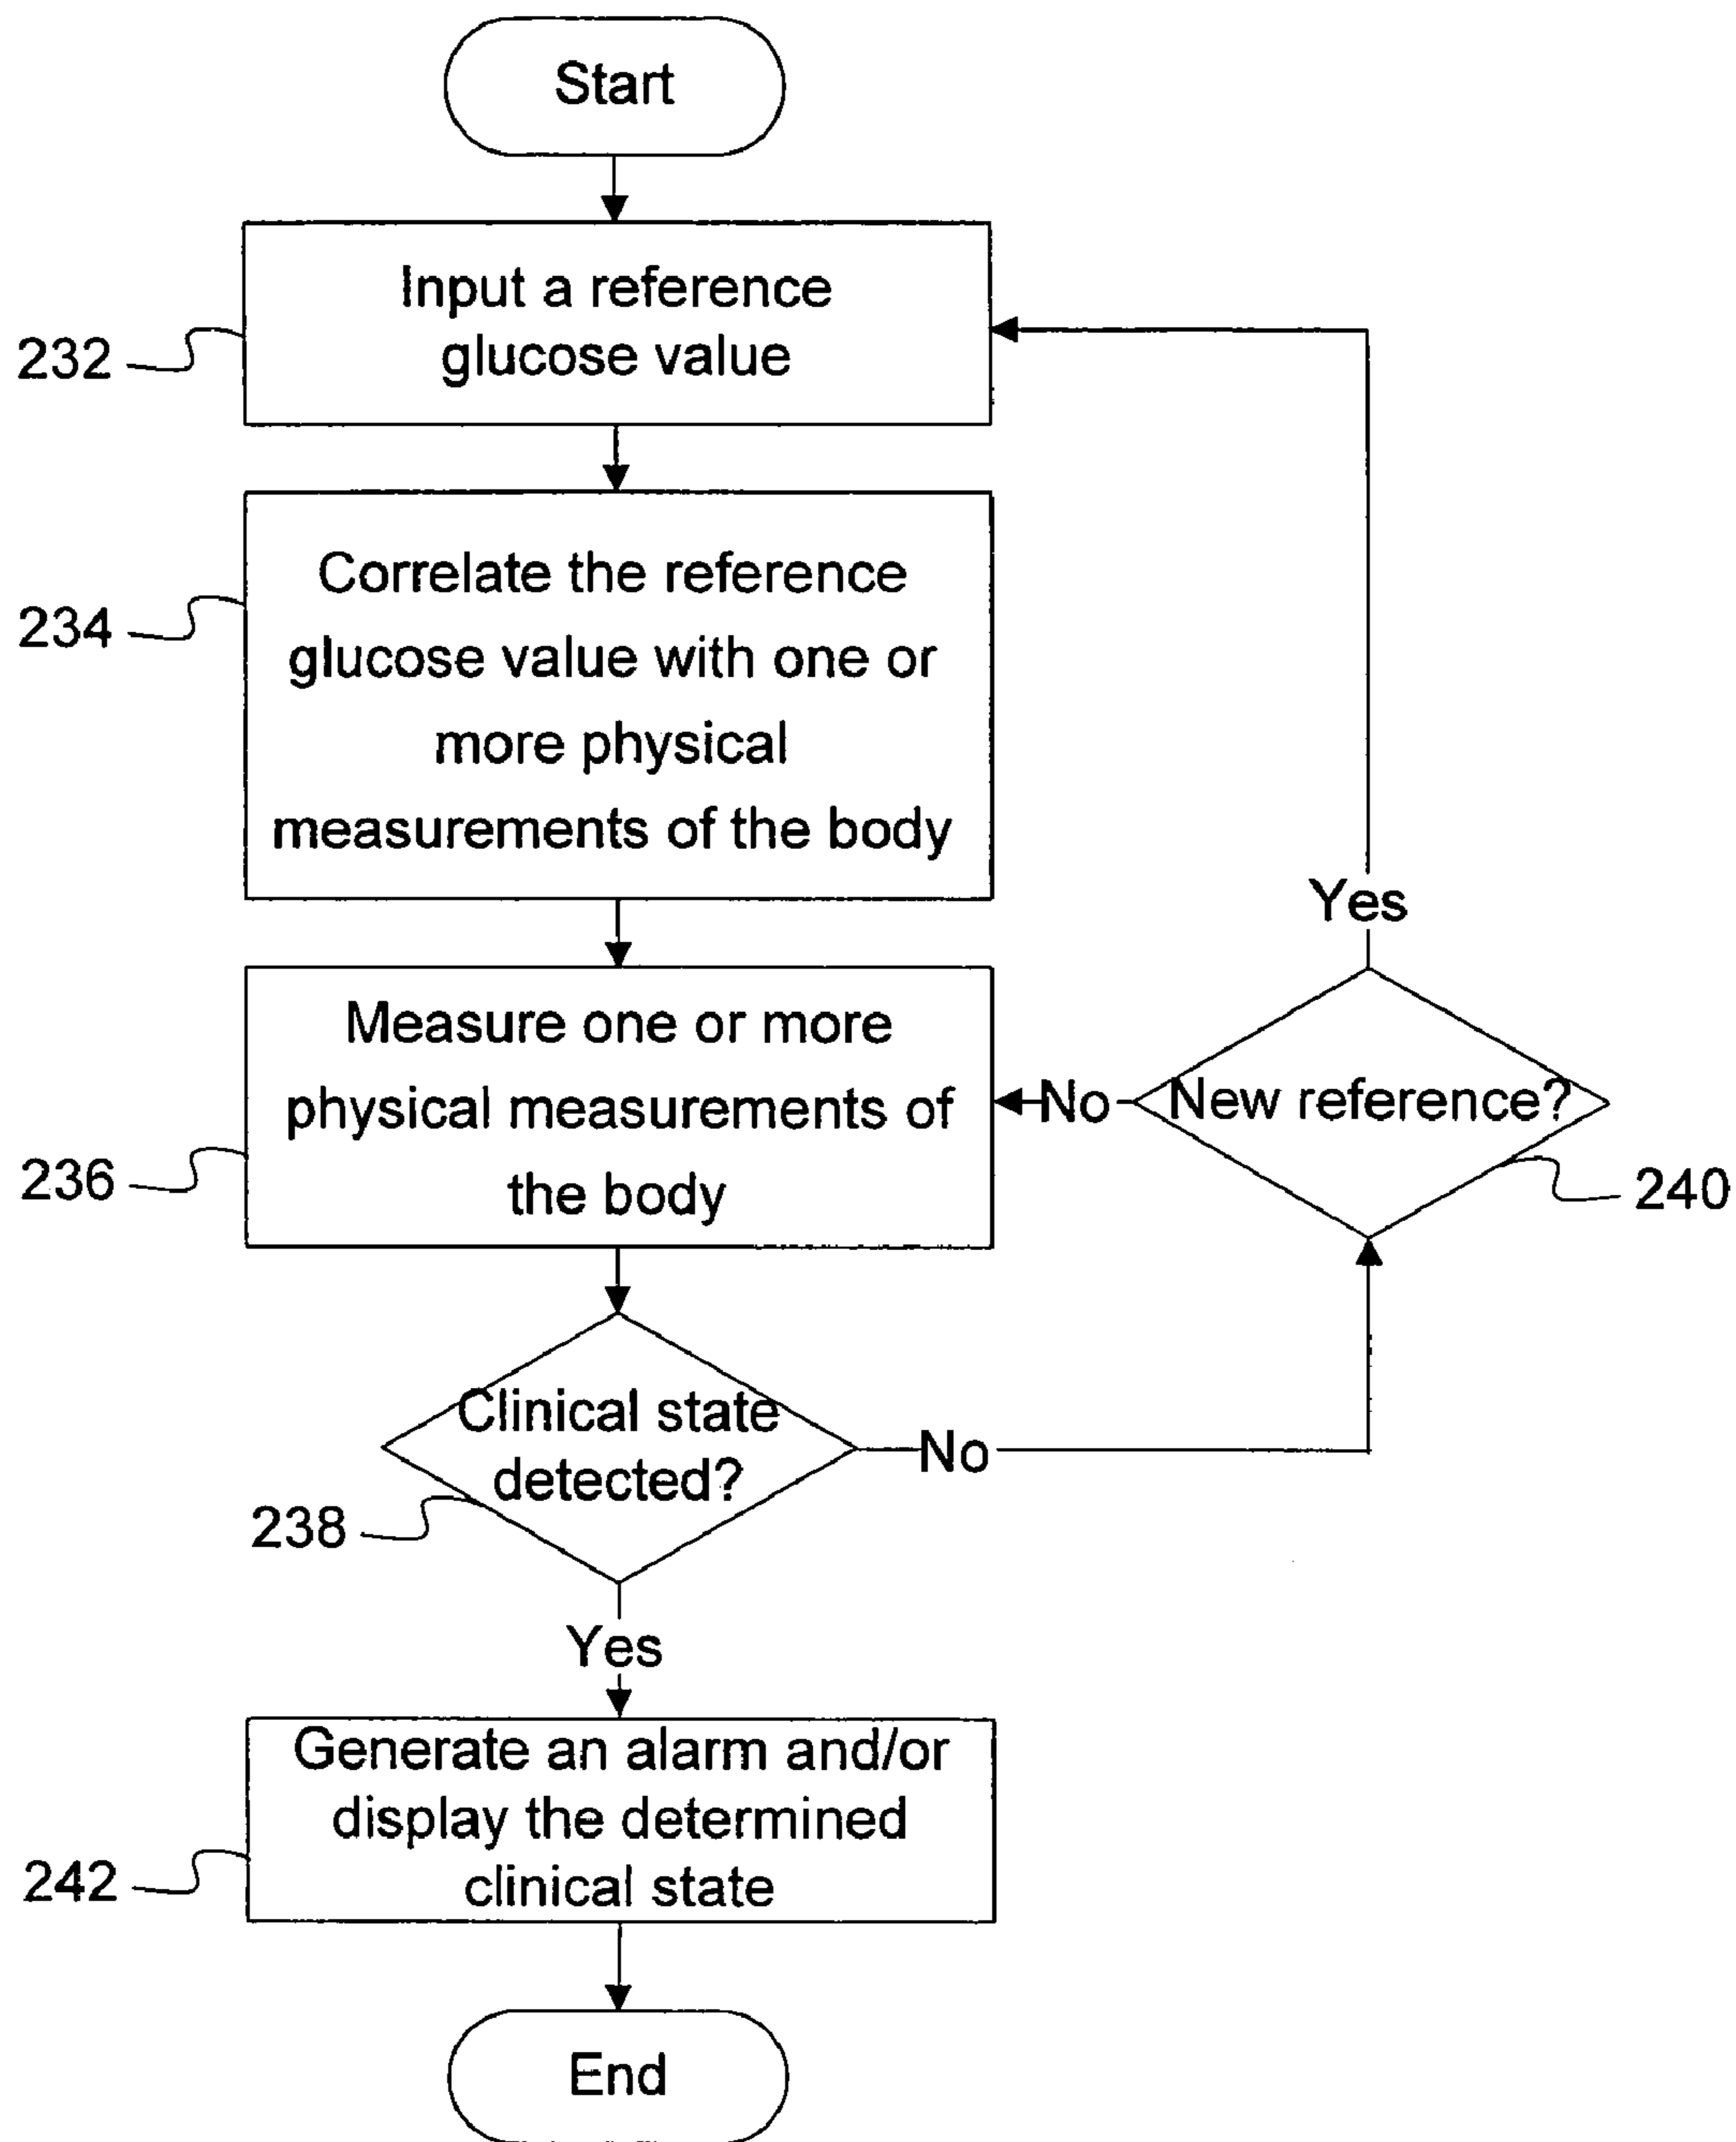 Start
Input a reference
glucose value
232
Correlate the reference
glucose value with one or
more physical
measurements of the body
234
Yes
Measure one or more
physical measurements of
the body
No
New reference?
236
240
Clinical state
detected?
No
238
Yes
Generate an alarm and/or
display the determined
clinical state
242
End